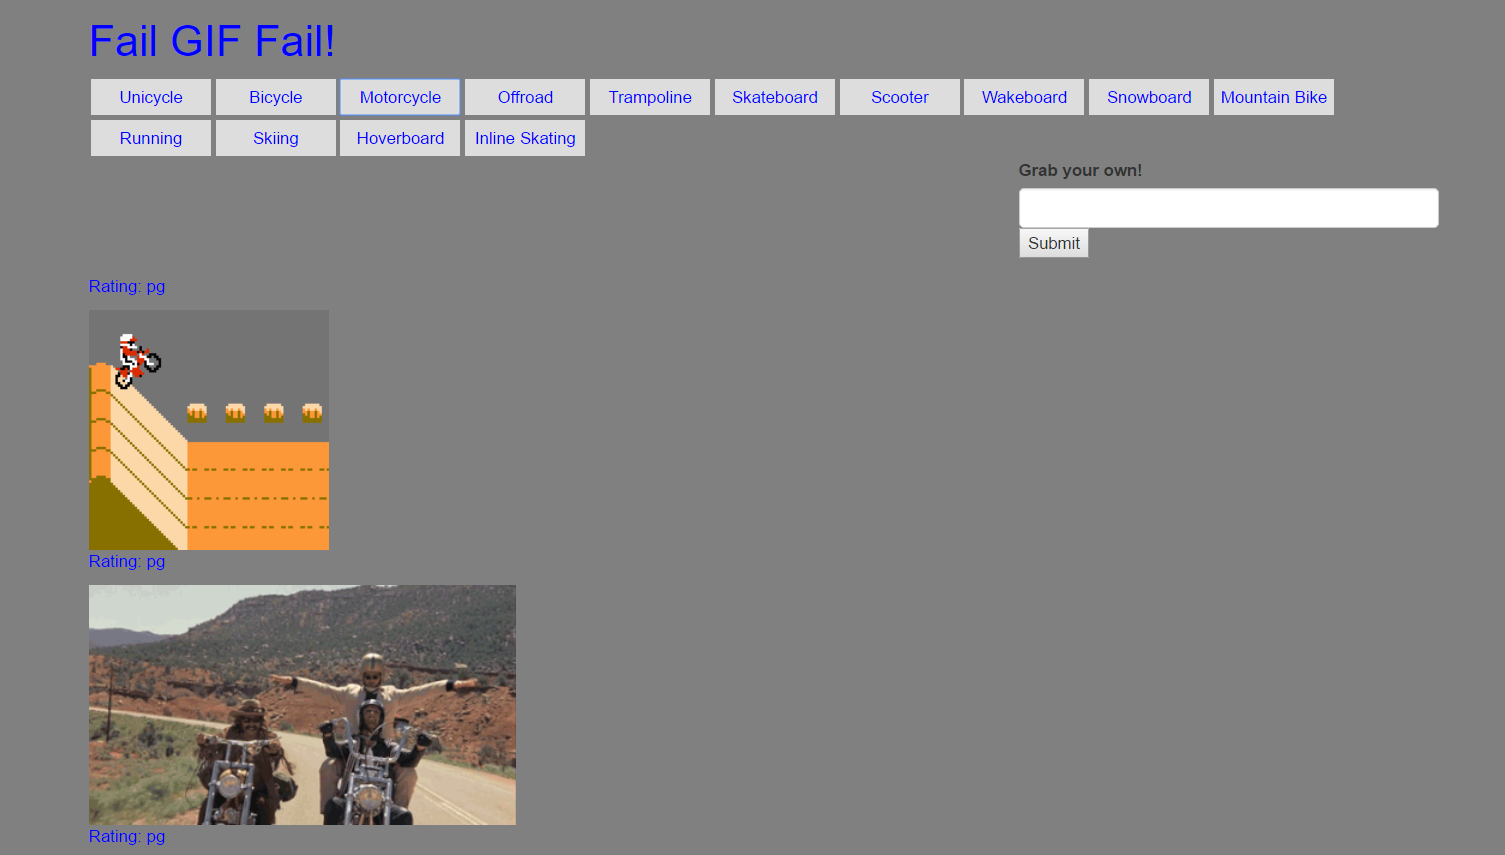 Fail GIF Fail!
Unicycle Bicycle Motorcycle Offroad Trampoline Skateboard Scooter Wakeboard Snowboard Mountain Bike
Running Skiing Hoverboard Inline Skating
Grab your own!
Submit
Rating: pg
Rating: pg
Rating: pg